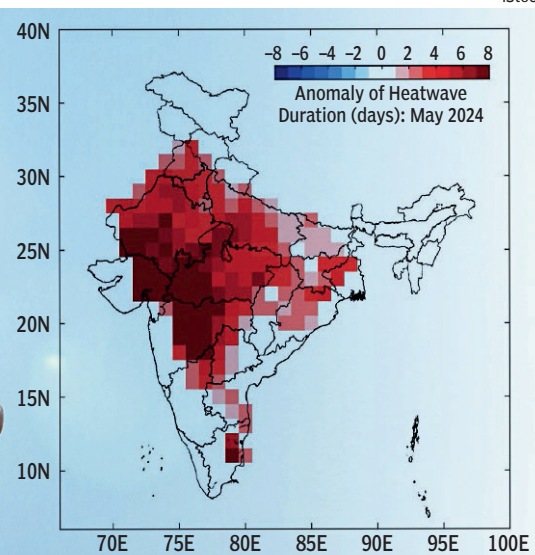 40N
35N
30N
25N
20N
15N
10N
-8 -6 -4 -2 0 2 4 6 8
Anomaly of Heatwave
Duration (days): May 2024
70E 75E 80E 85E 90E 95E 100E